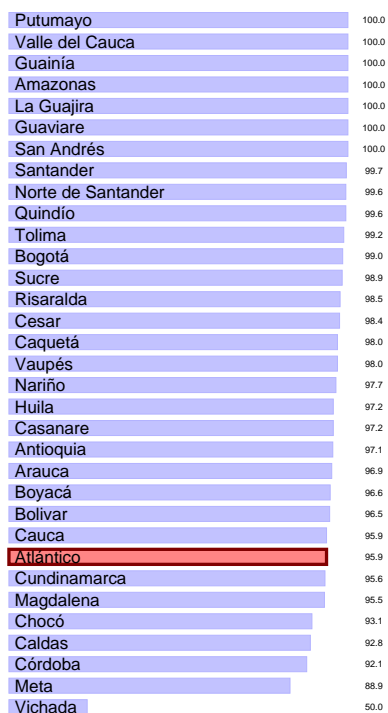 Putumayo 100.0
Valle del Cauca 100.0
Guainía 100.0
Amazonas 100.0
La Guajira 100.0
Guaviare 100.0
San Andrés 100.0
Santander 99.7
Norte de Santander 99.6
Quindío 99.6
Tolima 99.2
Bogotá 99.0
Sucre 98.9
Risaralda 98.5
Cesar 98.4
Caquetá 98.0
Vaupés 98.0
Nariño 97.7
Huila 97.2
Casanare 97.2
Antioquia 97.1
Arauca 96.9
Boyacá 96.6
Bolivar 96.5
Cauca 95.9
Atlántico 95.9
Cundinamarca 95.6
Magdalena 95.5
Chocó 93.1
Caldas 92.8
Córdoba 92.1
Meta 88.9
Vichada 50.0